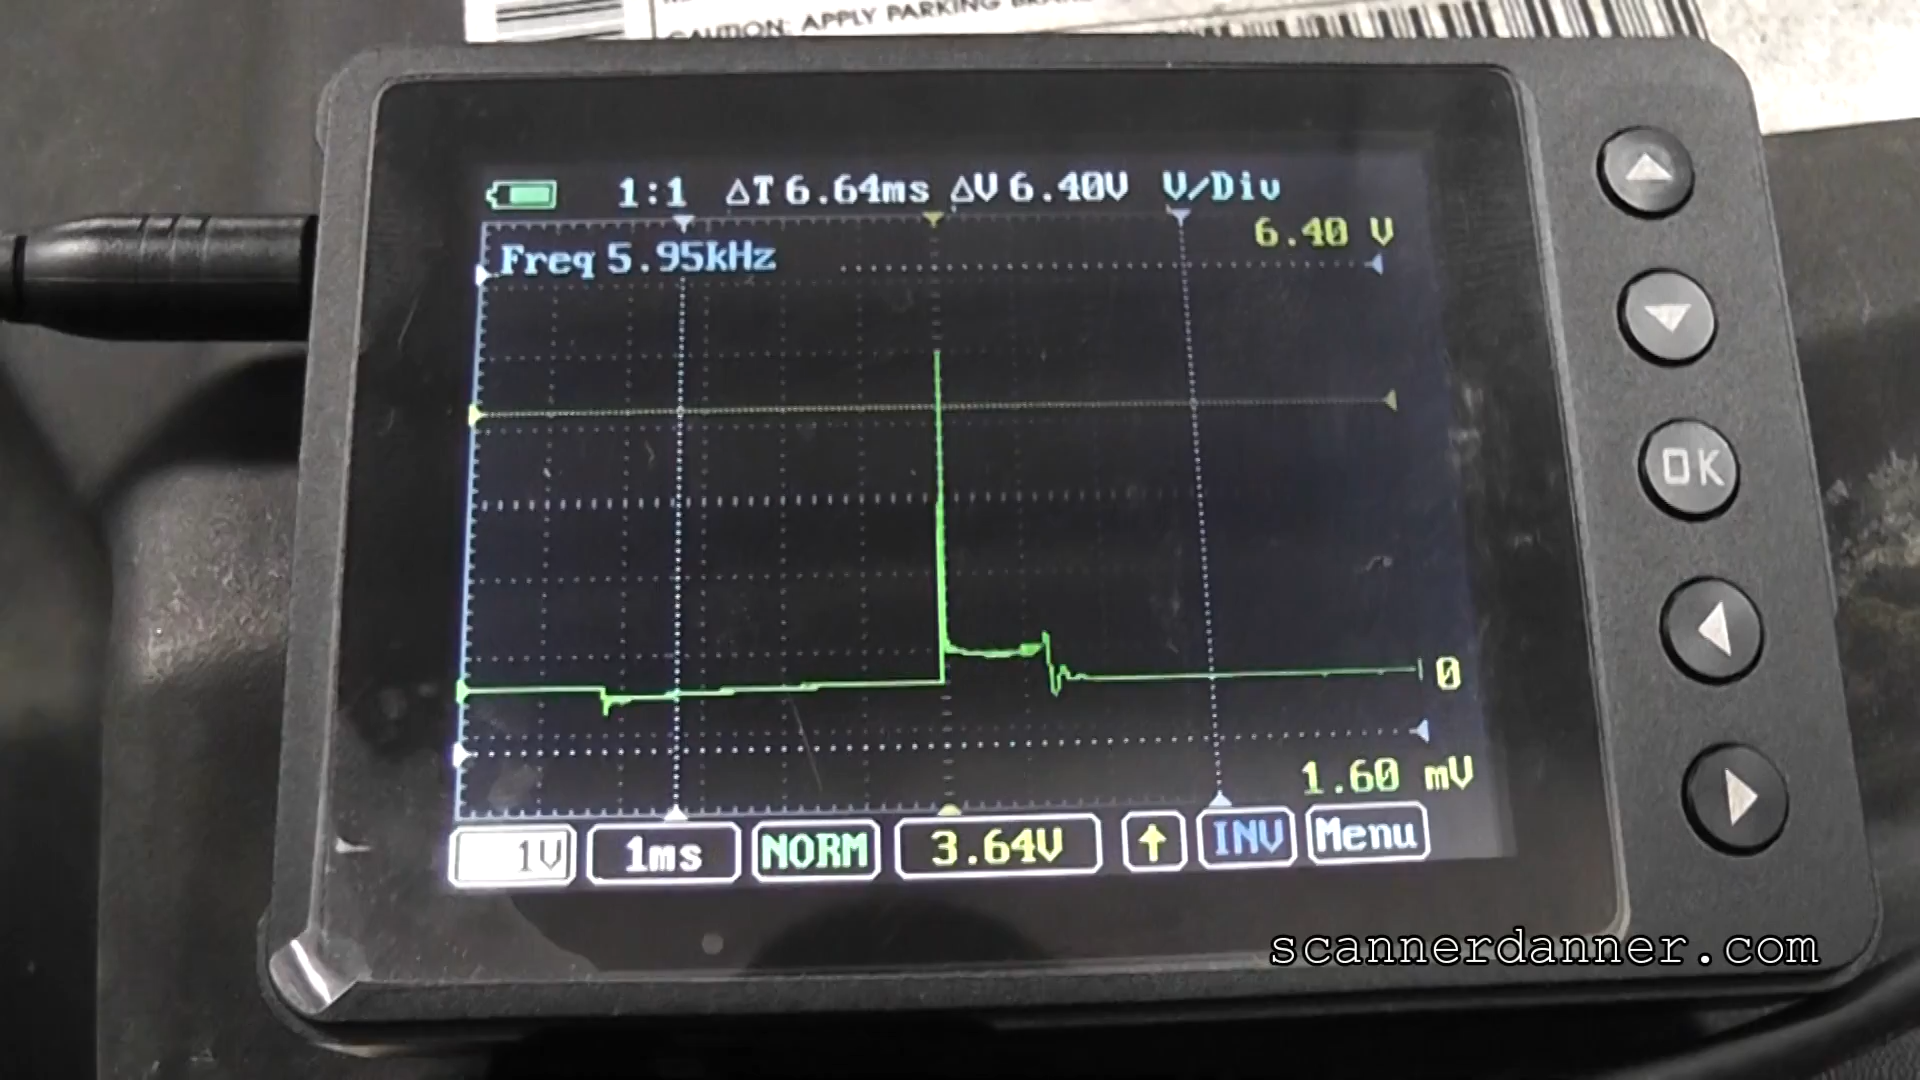 CAUTION: APPLY PARKING
1:1 ΔT 6.64ms ΔV 6.40V V/Div
6.40 V
Freq 5.95kHz
0
1.60 mV
1V 1ms NORM 3.64V ↑ INV Menu
OK
scannerdanner.com